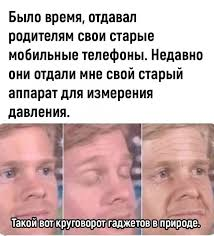 Было время, отдавал
родителям свои старые
мобильные телефоны. Недавно
они отдали мне свой старый
аппарат для измерения
давления.
Такой вот круговорот гаджетов в природе.